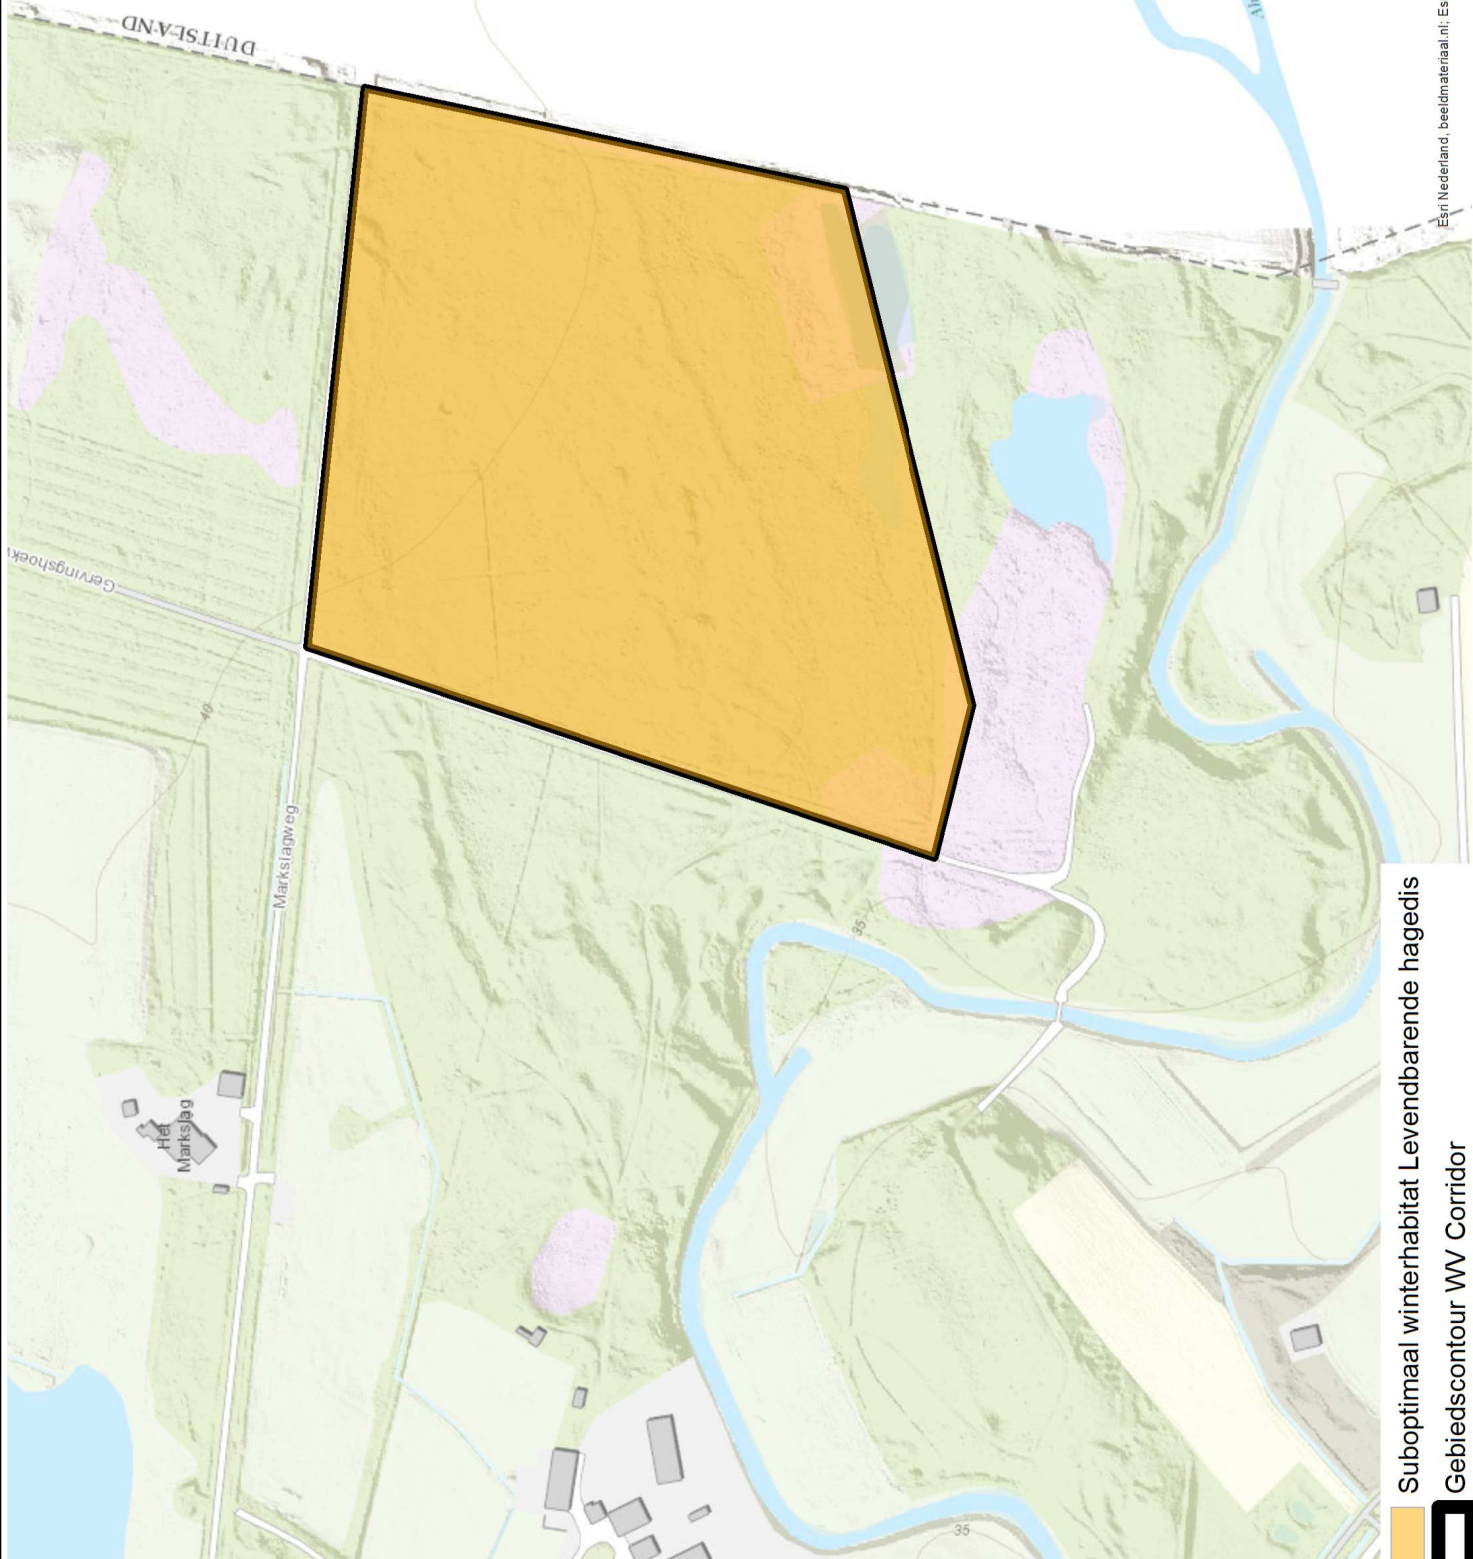 DUITSLAND
Gervingshoekw
40
Markslagweg
Het
Markslag
35
35
Esri Nederland, beeldmateriaal.nl; Es
Suboptimaal winterhabitat Levendbarende hagedis
Gebiedscontour WV Corridor